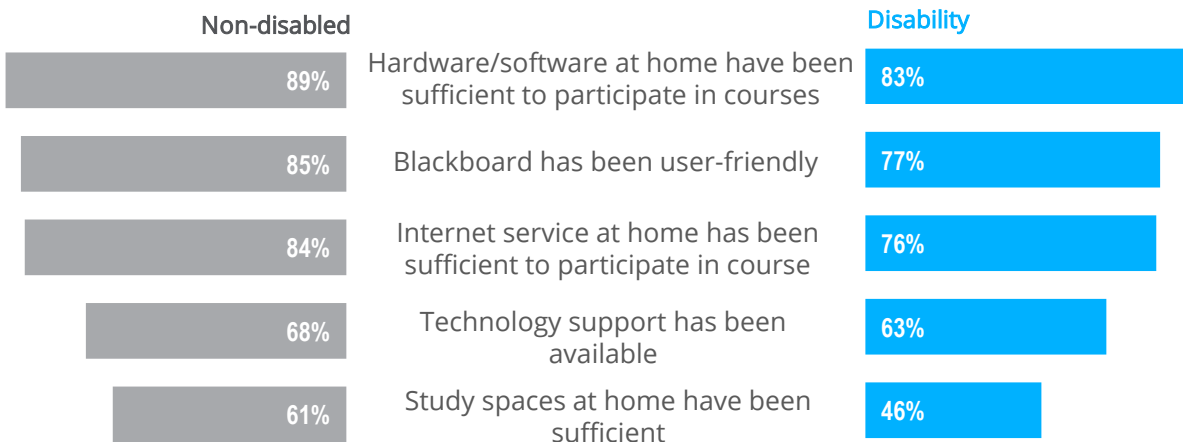 Non-disabled
Disability
89%
Hardware/software at home have been
sufficient to participate in courses
83%
85%
Blackboard has been user-friendly
77%
84%
Internet service at home has been
sufficient to participate in course
76%
68%
Technology support has been
available
63%
61%
Study spaces at home have been
sufficient
46%